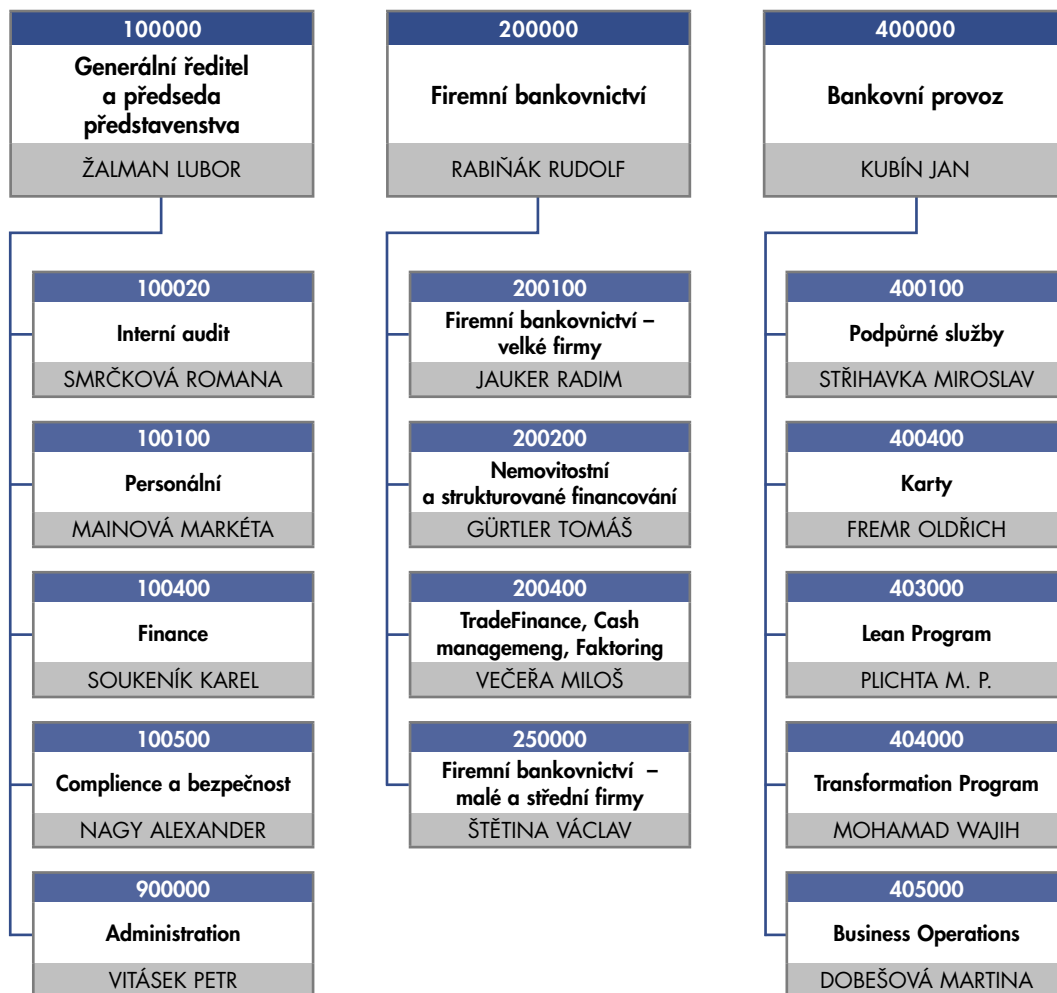 100000
Generální ředitel
a předseda
představenstva
ŽALMAN LUBOR
100020
Interní audit
SMRČKOVÁ ROMANA
100100
Personální
MAINOVÁ MARKÉTA
100400
Finance
SOUKENÍK KAREL
100500
Complience a bezpečnost
NAGY ALEXANDER
900000
Administration
VITÁSEK PETR
200000
Firemní bankovnictví
RABIŇÁK RUDOLF
200100
Firemní bankovnictví –
velké firmy
JAUKER RADIM
200200
Nemovitostní
a strukturované financování
GÜRTLER TOMÁŠ
200400
TradeFinance, Cash
managemeng, Faktoring
VEČEŘA MILOŠ
250000
Firemní bankovnictví –
malé a střední firmy
ŠTĚTINA VÁCLAV
400000
Bankovní provoz
KUBÍN JAN
400100
Podpůrné služby
STŘIHAVKA MIROSLAV
400400
Karty
FREMR OLDŘICH
403000
Lean Program
PLICHTA M. P.
404000
Transformation Program
MOHAMAD WAJIH
405000
Business Operations
DOBEŠOVÁ MARTINA